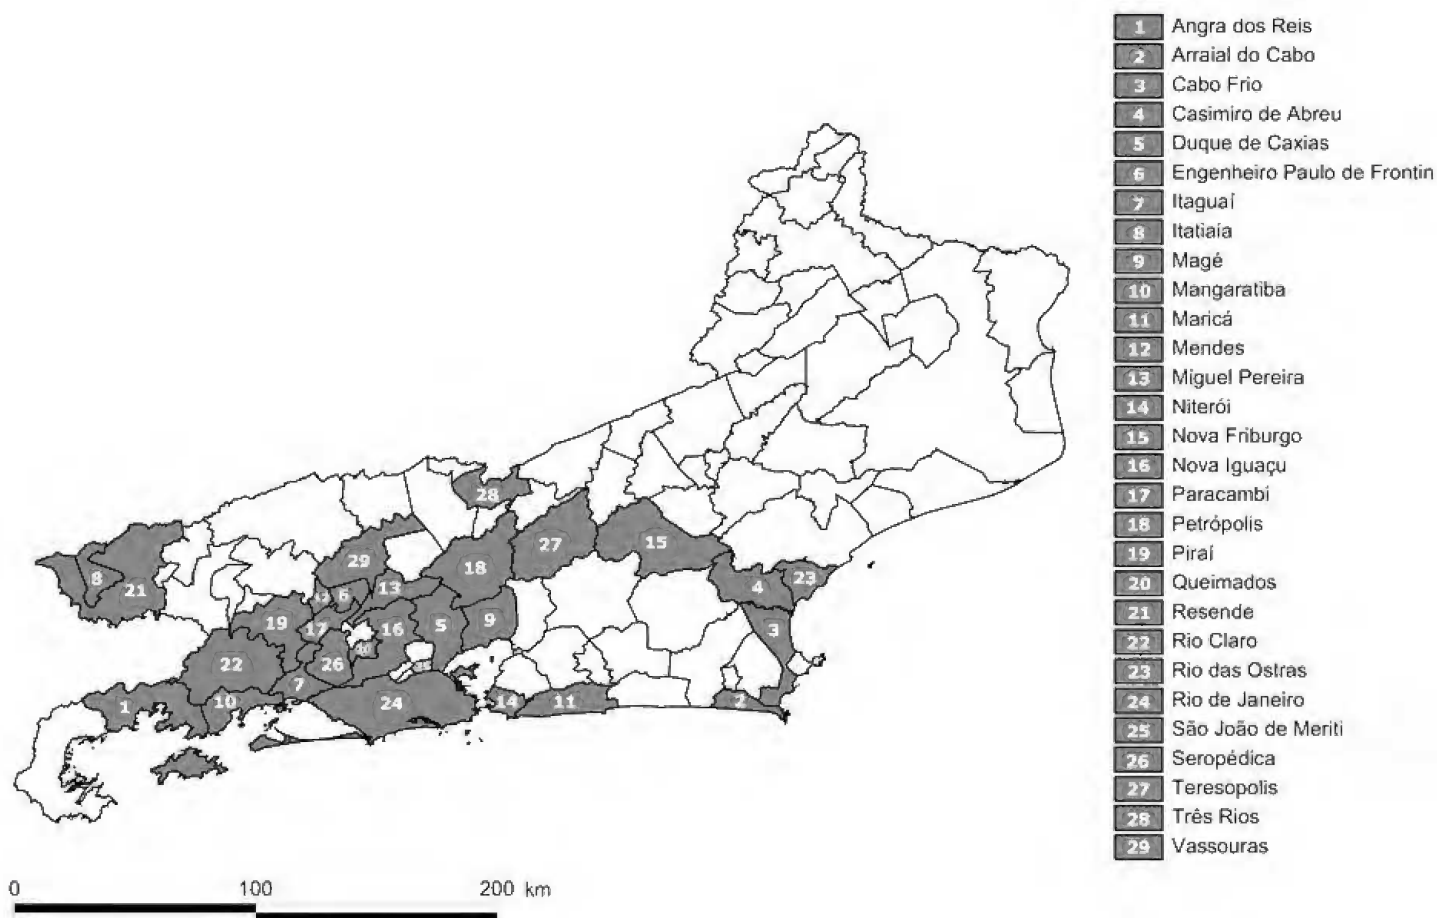 1 Angra dos Reis
2 Arraial do Cabo
3 Cabo Frio
4 Casimiro de Abreu
5 Duque de Caxias
6 Engenheiro Paulo de Frontin
7 Itaguaí
8 Itatiaía
9 Magé
10 Mangaratiba
11 Maricá
12 Mendes
13 Miguel Pereira
14 Niterói
15 Nova Friburgo
16 Nova Iguaçu
17 Paracambí
18 Petrópolis
19 Piraí
20 Queimados
21 Resende
22 Rio Claro
23 Rio das Ostras
24 Rio de Janeiro
25 São João de Meriti
26 Seropédica
27 Teresopolis
28 Três Rios
29 Vassouras
28
27
15
29
18
8
21
6
13
4
23
19
17
16
5
9
3
22
26
7
1
10
24
14
11
2
0 100 200 km